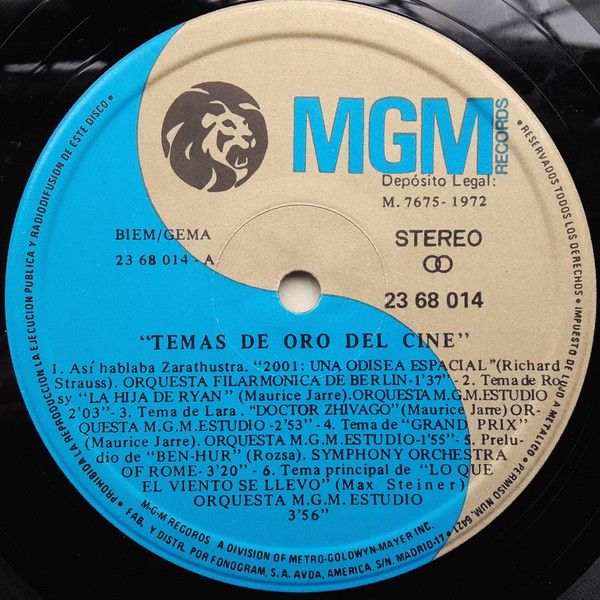 MGM
RECORDS
Depósito Legal:
M. 7675-1972
BIEM/GEMA
23 68 014 - A
STEREO
23 68 014
"TEMAS DE ORO DEL CINE"
1. Así hablaba Zarathustra. "2001: UNA ODISEA ESPACIAL" (Richard
Strauss). ORQUESTA FILARMONICA DE BERLIN-1'37"- 2. Tema de Ro-
sy "LA HIJA DE RYAN" (Maurice Jarre). ORQUESTA M.G.M. ESTUDIO
2'03"- 3. Tema de Lara . "DOCTOR ZHIVAGO" (Maurice Jarre) OR-
QUESTA M.G.M. ESTUDIO -2'53"- 4. Tema de "GRAND PRIX"
(Maurice Jarre). ORQUESTA M.G.M. ESTUDIO-1'55"- 5. Prelu-
dio de "BEN-HUR" (Rozsa). SYMPHONY ORCHESTRA
OF ROME-3'20"- 6. Tema principal de "LO QUE
EL VIENTO SE LLEVO" (Max Steiner)
ORQUESTA M.G.M. ESTUDIO
3'56"
PROHIBIDA LA REPRODUCCION LA EJECUCION PUBLICA Y RADIODIFUSION DE ESTE DISCO •
• RESERVADOS TODOS LOS DERECHOS • IMPUESTO DE LUJO A METALICO • PERMISO NUM. 6421
M-G-M RECORDS A DIVISION OF METRO-GOLDWYN-MAYER INC.
• FAB. Y DISTR. POR FONOGRAM, S.A. AVDA, AMERICA. S/N. MADRID-17 •